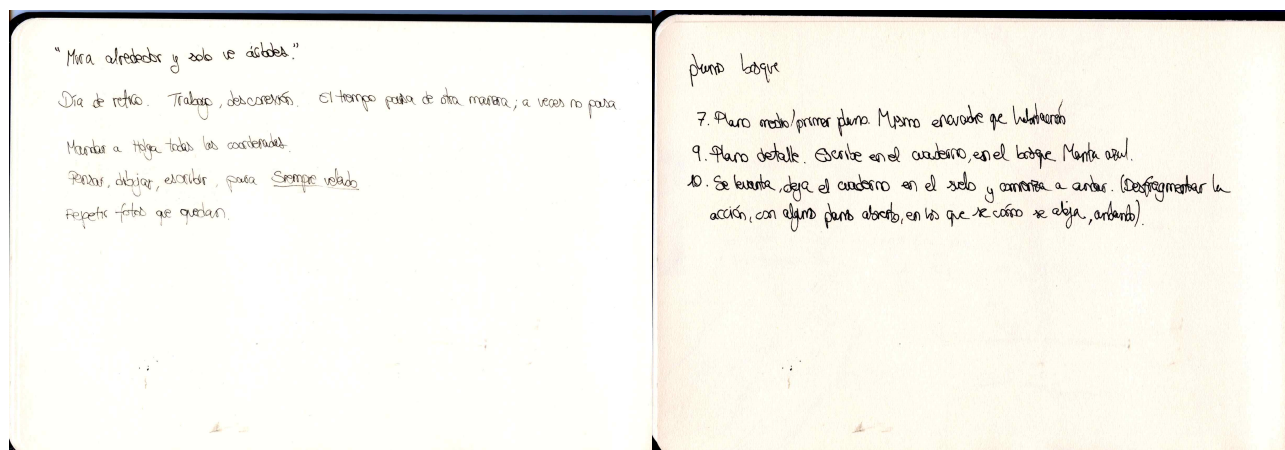 "Mira alrededor y solo ve árboles."
Día de retiro. Trabajo, desconexión. El tiempo pasa de otra manera; a veces no pasa
Mandar a Helga todas las coordenadas.
Pensar, dibujar, escribir para Siempre velado
Repetir fotos que quedan.
plano bosque
7. Plano medio/primer plano. Mismo encuadre que habitación
9. Plano detalle. Escribe en el cuaderno, en el bosque. Manta azul.
10. Se levanta, deja el cuaderno en el suelo y comienza a andar. (Desfragmentar la
acción, con algún plano abierto, en los que se cómo se aleja, andando).